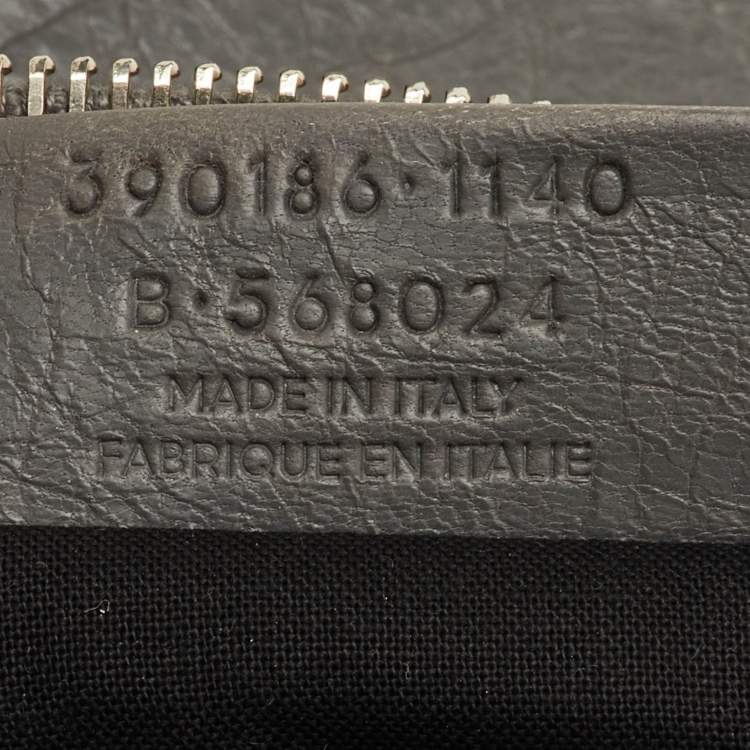 390186·1140
B·568024
MADE IN ITALY
FABRIQUE EN ITALIE